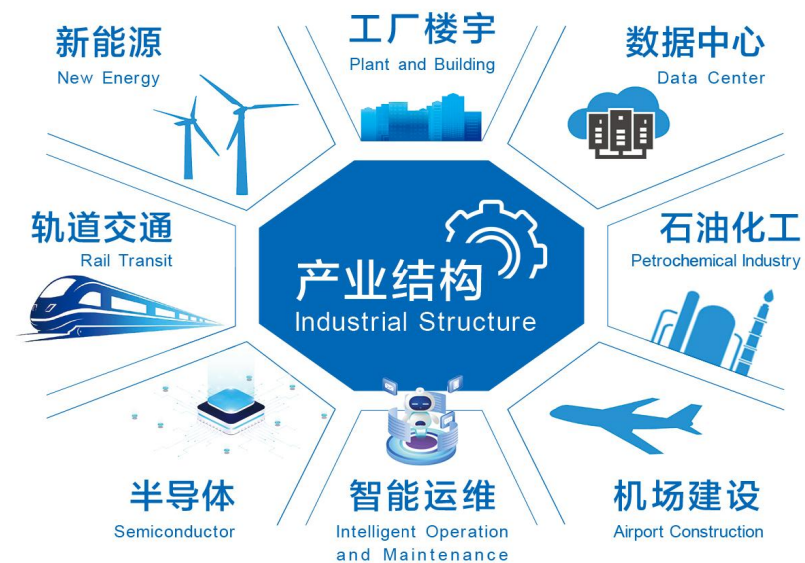 新能源
New Energy
工厂楼宇
Plant and Building
数据中心
Data Center
轨道交通
Rail Transit
产业结构
Industrial Structure
石油化工
Petrochemical Industry
半导体
Semiconductor
智能运维
Intelligent Operation
and Maintenance
机场建设
Airport Construction